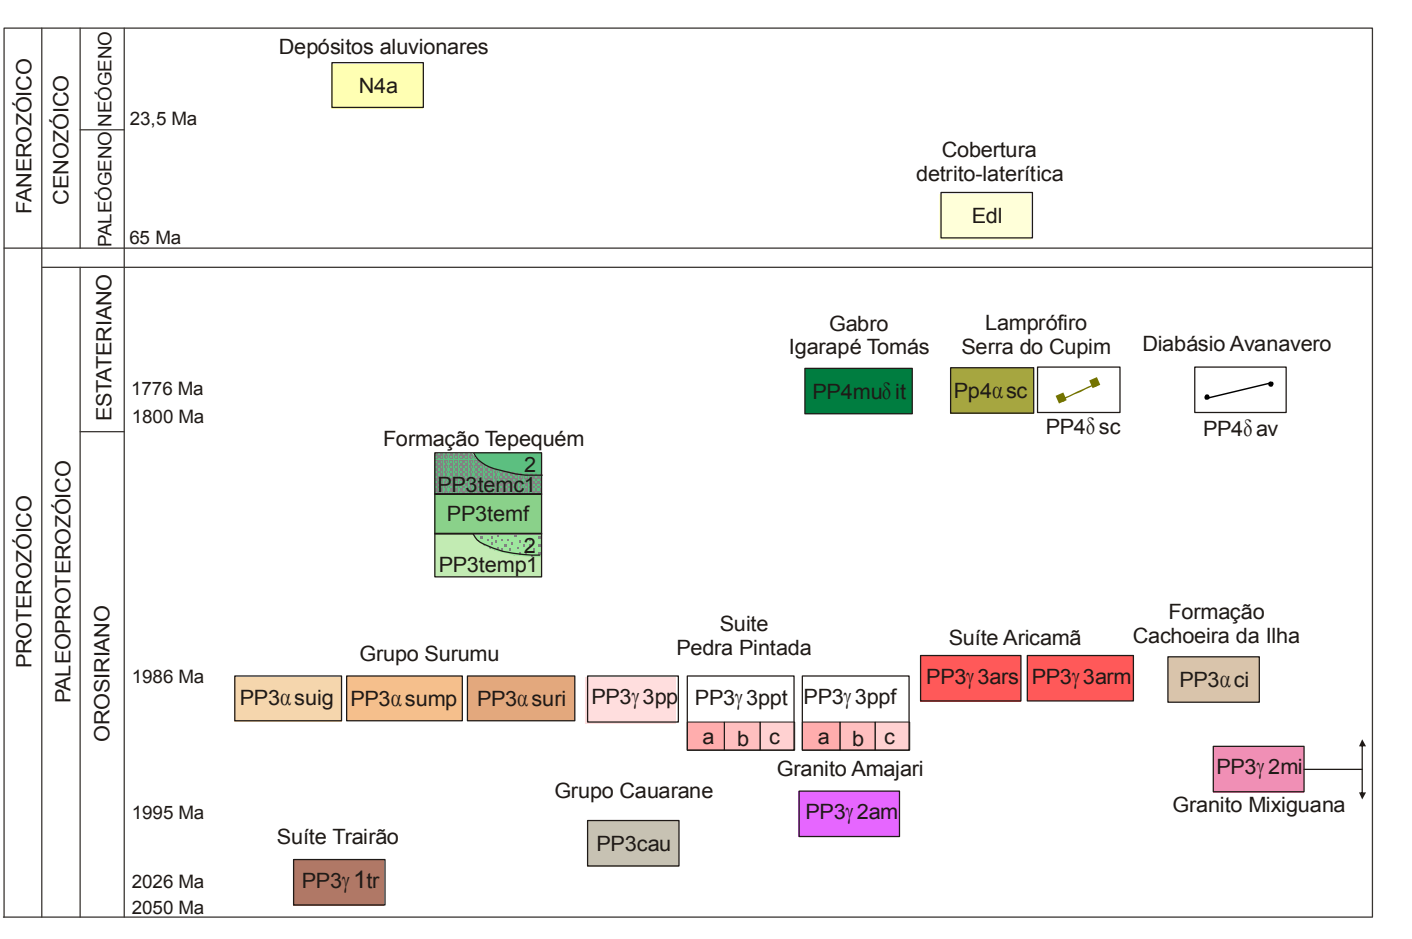 FANEROZÓICO
CENOZÓICO
NEÓGENO
PALEÓGENO
Depósitos aluvionares
N4a
23,5 Ma
Cobertura
detrito-laterítica
Edl
65 Ma
PROTEROZÓICO
PALEOPROTEROZÓICO
ESTATERIANO
OROSIRIANO
Gabro
Igarapé Tomás
PP4muδit
Lamprófiro
Serra do Cupim
Pp4αsc
PP4δsc
Diabásio Avanavero
PP4δav
1776 Ma
1800 Ma
Formação Tepequém
2
PP3temc1
PP3temf
2
PP3temp1
Grupo Surumu
1986 Ma
PP3αsuig
PP3αsump
PP3αsuri
Suite
Pedra Pintada
PP3γ3pp
PP3γ3ppt
a b c
PP3γ3ppf
a b c
Suíte Aricamã
PP3γ3ars
PP3γ3arm
Formação
Cachoeira da Ilha
PP3αci
PP3γ2mi
Granito Mixiguana
Granito Amajari
PP3γ2am
Grupo Cauarane
PP3cau
1995 Ma
Suíte Trairão
PP3γ1tr
2026 Ma
2050 Ma